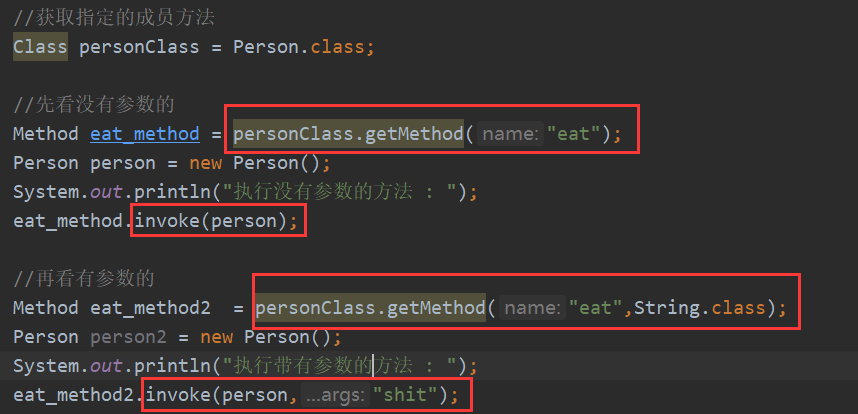 //获取指定的成员方法
Class personClass = Person.class;
//先看没有参数的
Method eat_method = personClass.getMethod( name: "eat");
Person person = new Person();
System.out.println("执行没有参数的方法 : ");
eat_method.invoke(person);
//再看有参数的
Method eat_method2  = personClass.getMethod( name: "eat",String.class);
Person person2 = new Person();
System.out.println("执行带有参数的方法 : ");
eat_method2.invoke(person, ...args: "shit");